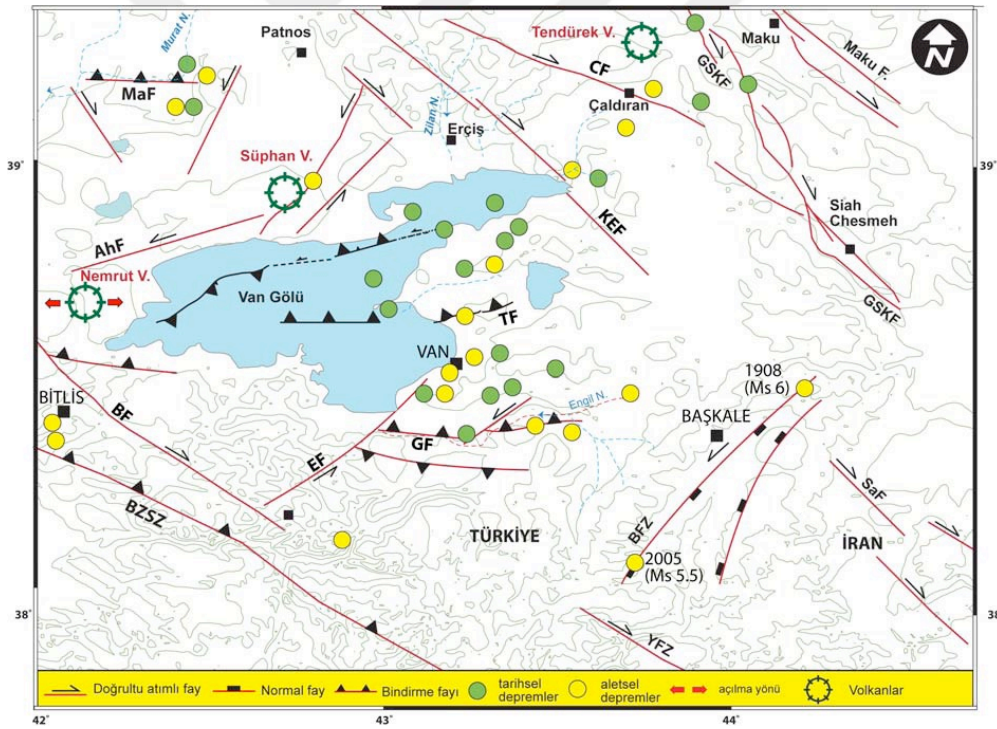 Murat N.
Patnos
Tendürek V.
Maku
Maku F.
N
MaF
CF
GSKF
Çaldıran
Zilan N.
Erçiş
39°
39°
Süphan V.
KEF
Siah
Chesmeh
AhF
Nemrut V.
Van Gölü
TF
GSKF
VAN
1908
(Ms 6)
BİTLİS
BF
Engil N.
BAŞKALE
GF
EF
BZSZ
SaF
TÜRKİYE
BFZ
İRAN
2005
(Ms 5.5)
38°
38
YFZ
Doğrultu atımlı fay
Normal fay
Bindirme fayı
tarihsel
depremler
aletsel
depremler
açılma yönü
Volkanlar
42
43
44